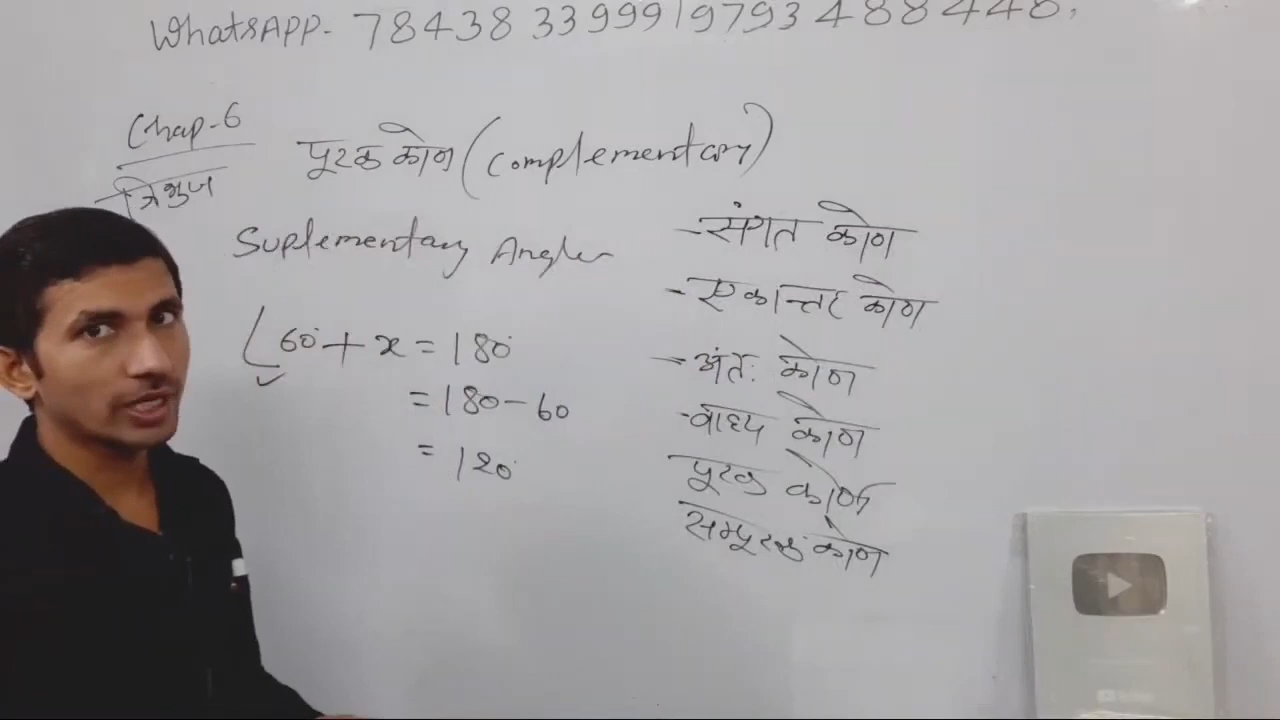 WhatsAPP- 7843833999 | 9793488448,
Chap-6
त्रिभुज
पूरक कोण (Complementary)
Suplementary Angles
60° + x = 180°
= 180 - 60
= 120°
- संगत कोण
- एकान्तर कोण
- अंतः कोण
- वाध्य कोण
पूरक कोण
सम्पूरक कोण